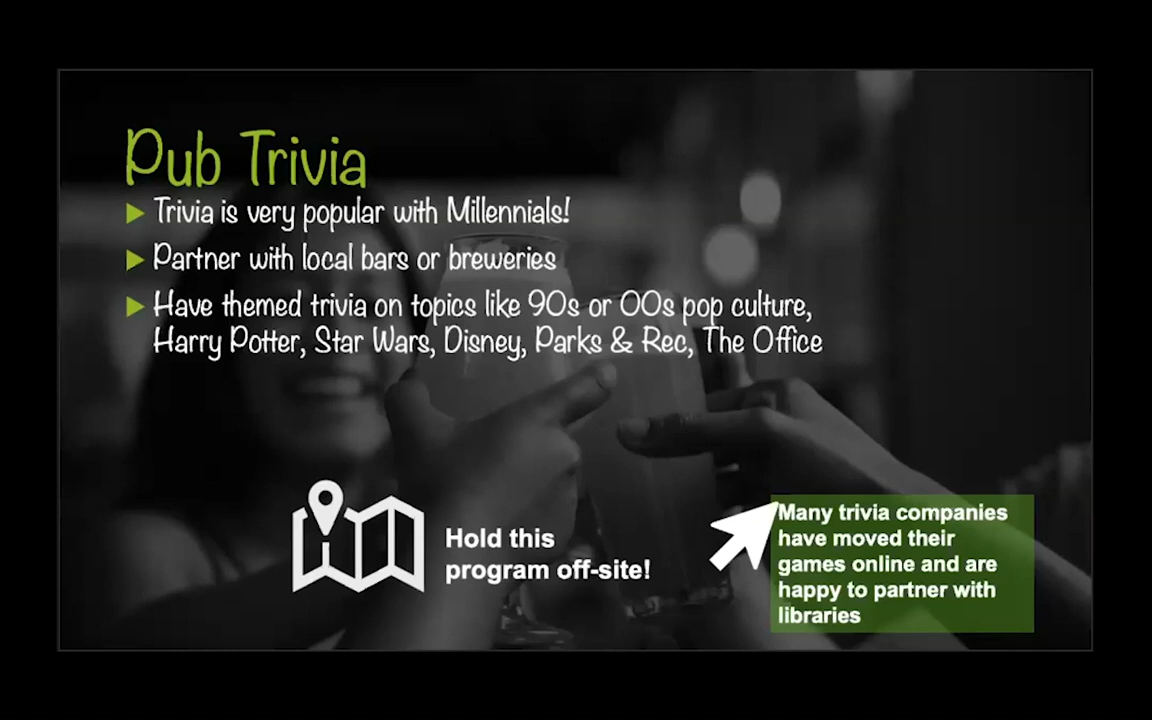 Pub Trivia
Trivia is very popular with Millennials!
Partner with local bars or breweries
Have themed trivia on topics like 90s or 00s pop culture,
Harry Potter, Star Wars, Disney, Parks & Rec, The Office
Hold this
program off-site!
Many trivia companies
have moved their
games online and are
happy to partner with
libraries